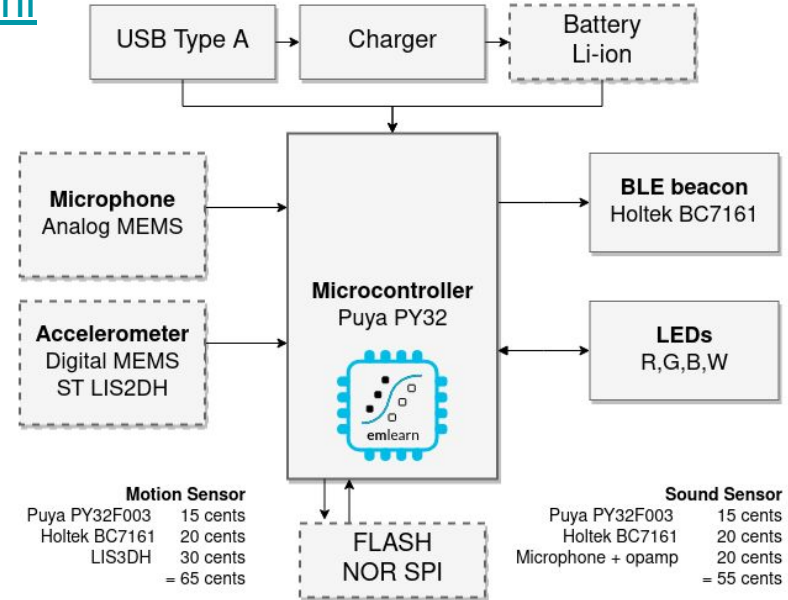 USB Type A
Charger
Battery
Li-ion
Microphone
Analog MEMS
BLE beacon
Holtek BC7161
Accelerometer
Digital MEMS
ST LIS2DH
Microcontroller
Puya PY32
emlearn
LEDs
R,G,B,W
FLASH
NOR SPI
Motion Sensor
Puya PY32F003 15 cents
Holtek BC7161 20 cents
LIS3DH 30 cents
= 65 cents
Sound Sensor
Puya PY32F003 15 cents
Holtek BC7161 20 cents
Microphone + opamp 20 cents
= 55 cents